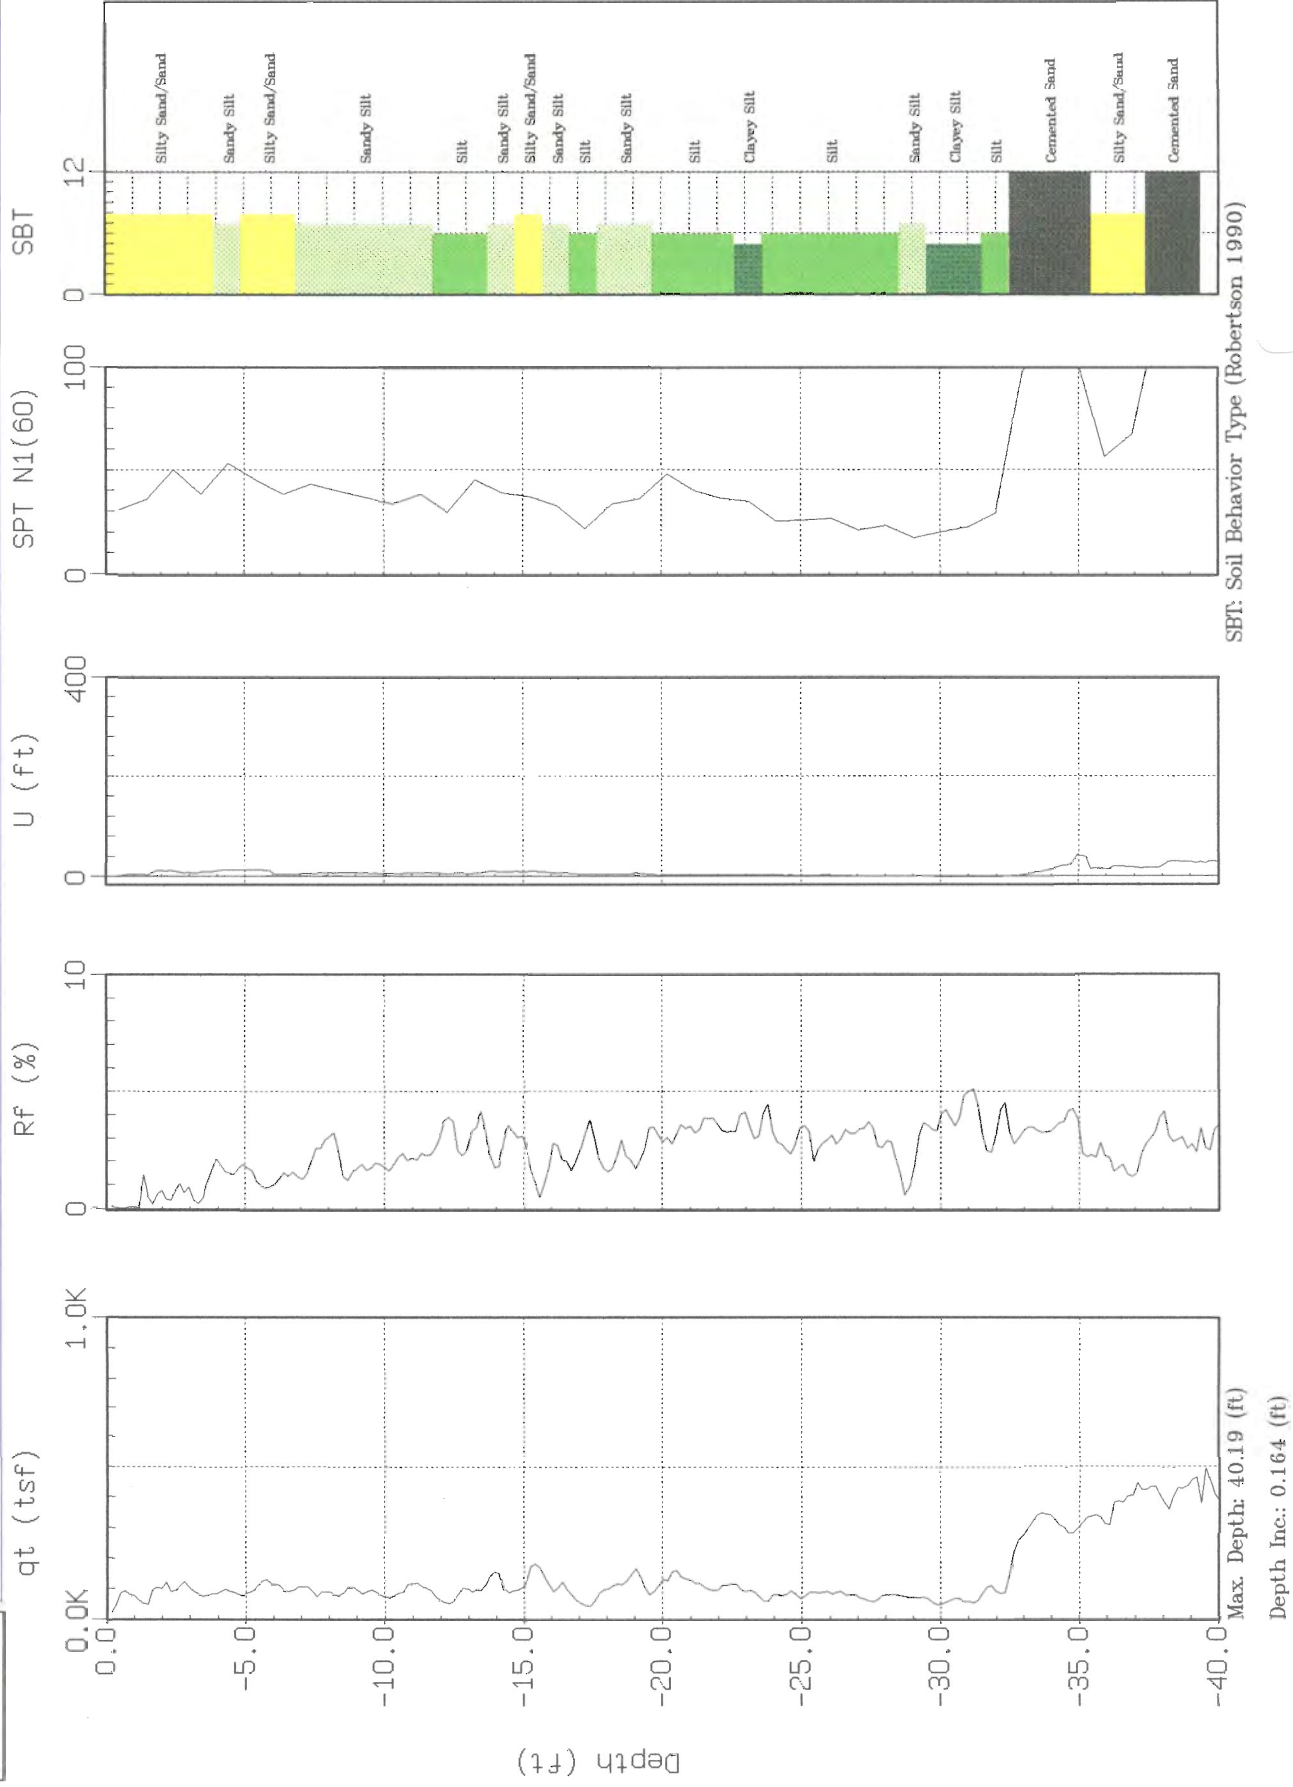 qt (tsf)
0.0K
1.0K
Rf (%)
0
10
U (ft)
0
400
SPT N1(60)
0
100
SBT
0
12
Depth (ft)
0.0
-5.0
-10.0
-15.0
-20.0
-25.0
-30.0
-35.0
-40.0
Silty Sand/Sand
Sandy Silt
Silty Sand/Sand
Sandy Silt
Silt
Sandy Silt
Silty Sand/Sand
Sandy Silt
Silt
Sandy Silt
Silt
Clayey Silt
Silt
Sandy Silt
Clayey Silt
Silt
Cemented Sand
Silty Sand/Sand
Cemented Sand
Max. Depth: 40.19 (ft)
Depth Inc.: 0.164 (ft)
SBT: Soil Behavior Type (Robertson 1990)